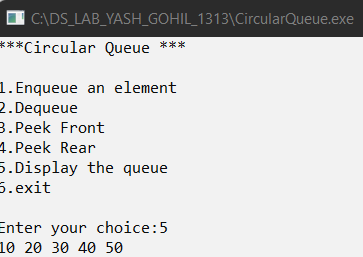 C:\DS_LAB_YASH_GOHIL_1313\CircularQueue.exe
***Circular Queue ***
1.Enqueue an element
2.Dequeue
3.Peek Front
4.Peek Rear
5.Display the queue
6.exit
Enter your choice:5
10 20 30 40 50